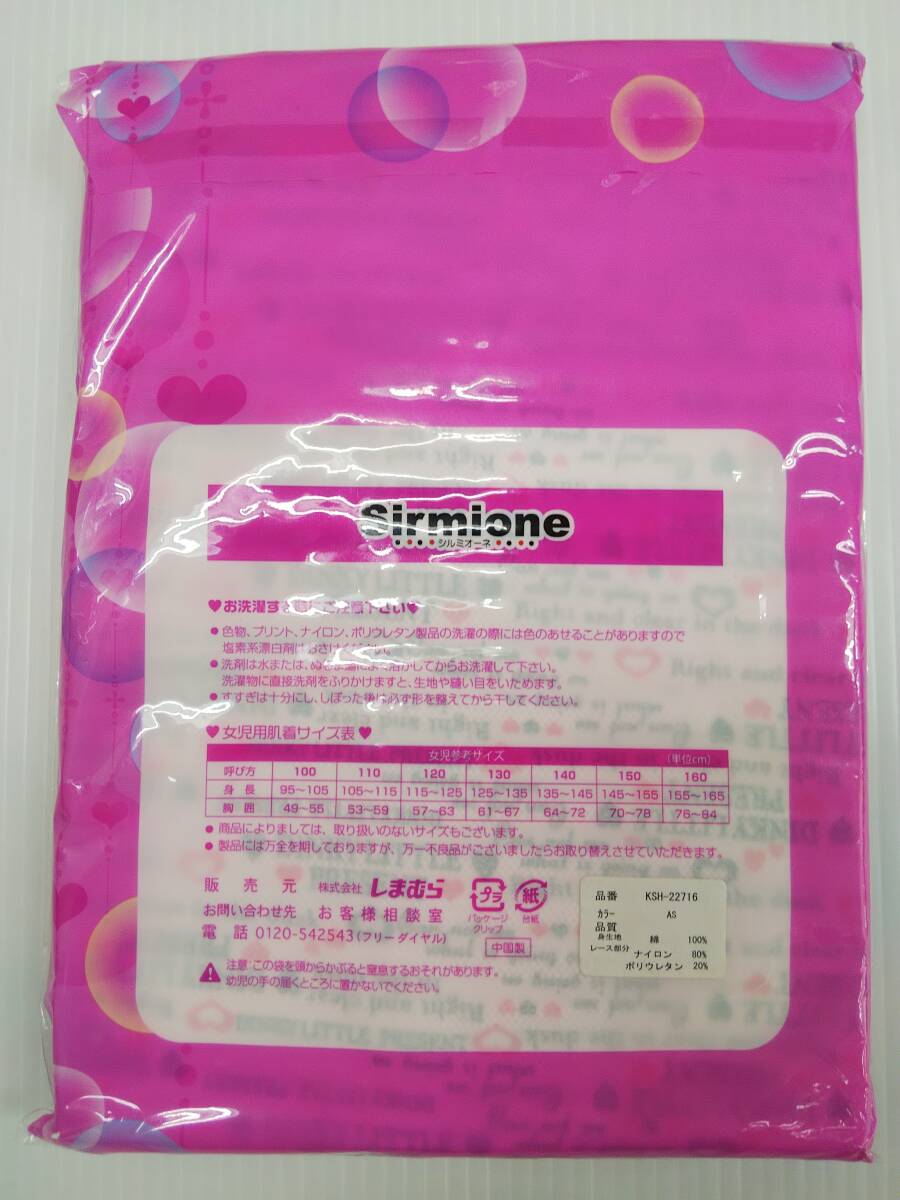 Sirmione
シルミオーネ
♥お洗濯す ご注意下さい♥
●色物、プリント、ナイロン、ポリウレタン製品の洗濯の際には色のあせることがありますので
塩素系漂白剤はおさけください。
●洗剤は水または、ぬるま湯によく溶かしてからお洗濯して下さい。
洗濯物に直接洗剤をふりかけますと、生地や縫い目をいためます。
●すすぎは十分にし、しぼった後は必ず形を整えてから干してください。
♥女児用肌着サイズ表♥
女児参考サイズ (単位cm)
呼び方 100 110 120 130 140 150 160
身長 95〜105 105〜115 115〜125 125〜135 135〜145 145〜155 155〜165
胸囲 49〜55 53〜59 57〜63 61〜67 64〜72 70〜78 76〜84
●商品によりましては、取り扱いのないサイズもございます。
●製品には万全を期しておりますが、万一不良品がございましたらお取り替えさせていただきます。
販売元 株式会社 しまむら
お問い合わせ先 お客様相談室
電話 0120-542543(フリーダイヤル)
プラ 紙
パッケージ 台紙
クリップ
中国製
注意:この袋を頭からかぶると窒息するおそれがあります。
幼児の手の届くところに置かないでください。
品番 KSH-22716
カラー AS
品質
身生地 綿 100%
レース部分 ナイロン 80%
ポリウレタン 20%